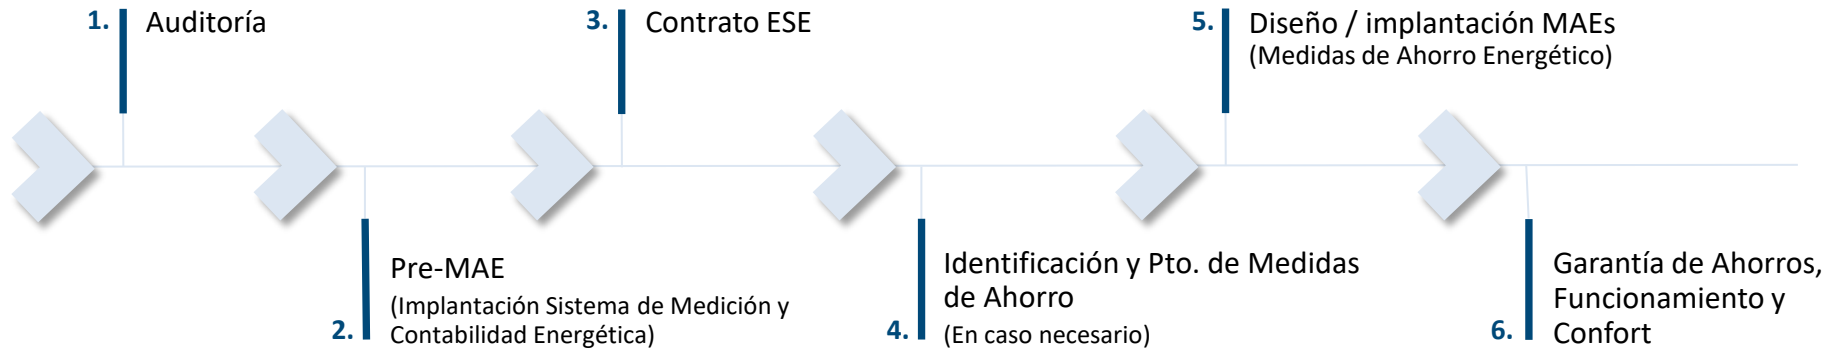 1. Auditoría
2. Pre-MAE
(Implantación Sistema de Medición y
Contabilidad Energética)
3. Contrato ESE
4. Identificación y Pto. de Medidas
de Ahorro
(En caso necesario)
5. Diseño / implantación MAEs
(Medidas de Ahorro Energético)
6. Garantía de Ahorros,
Funcionamiento y
Confort